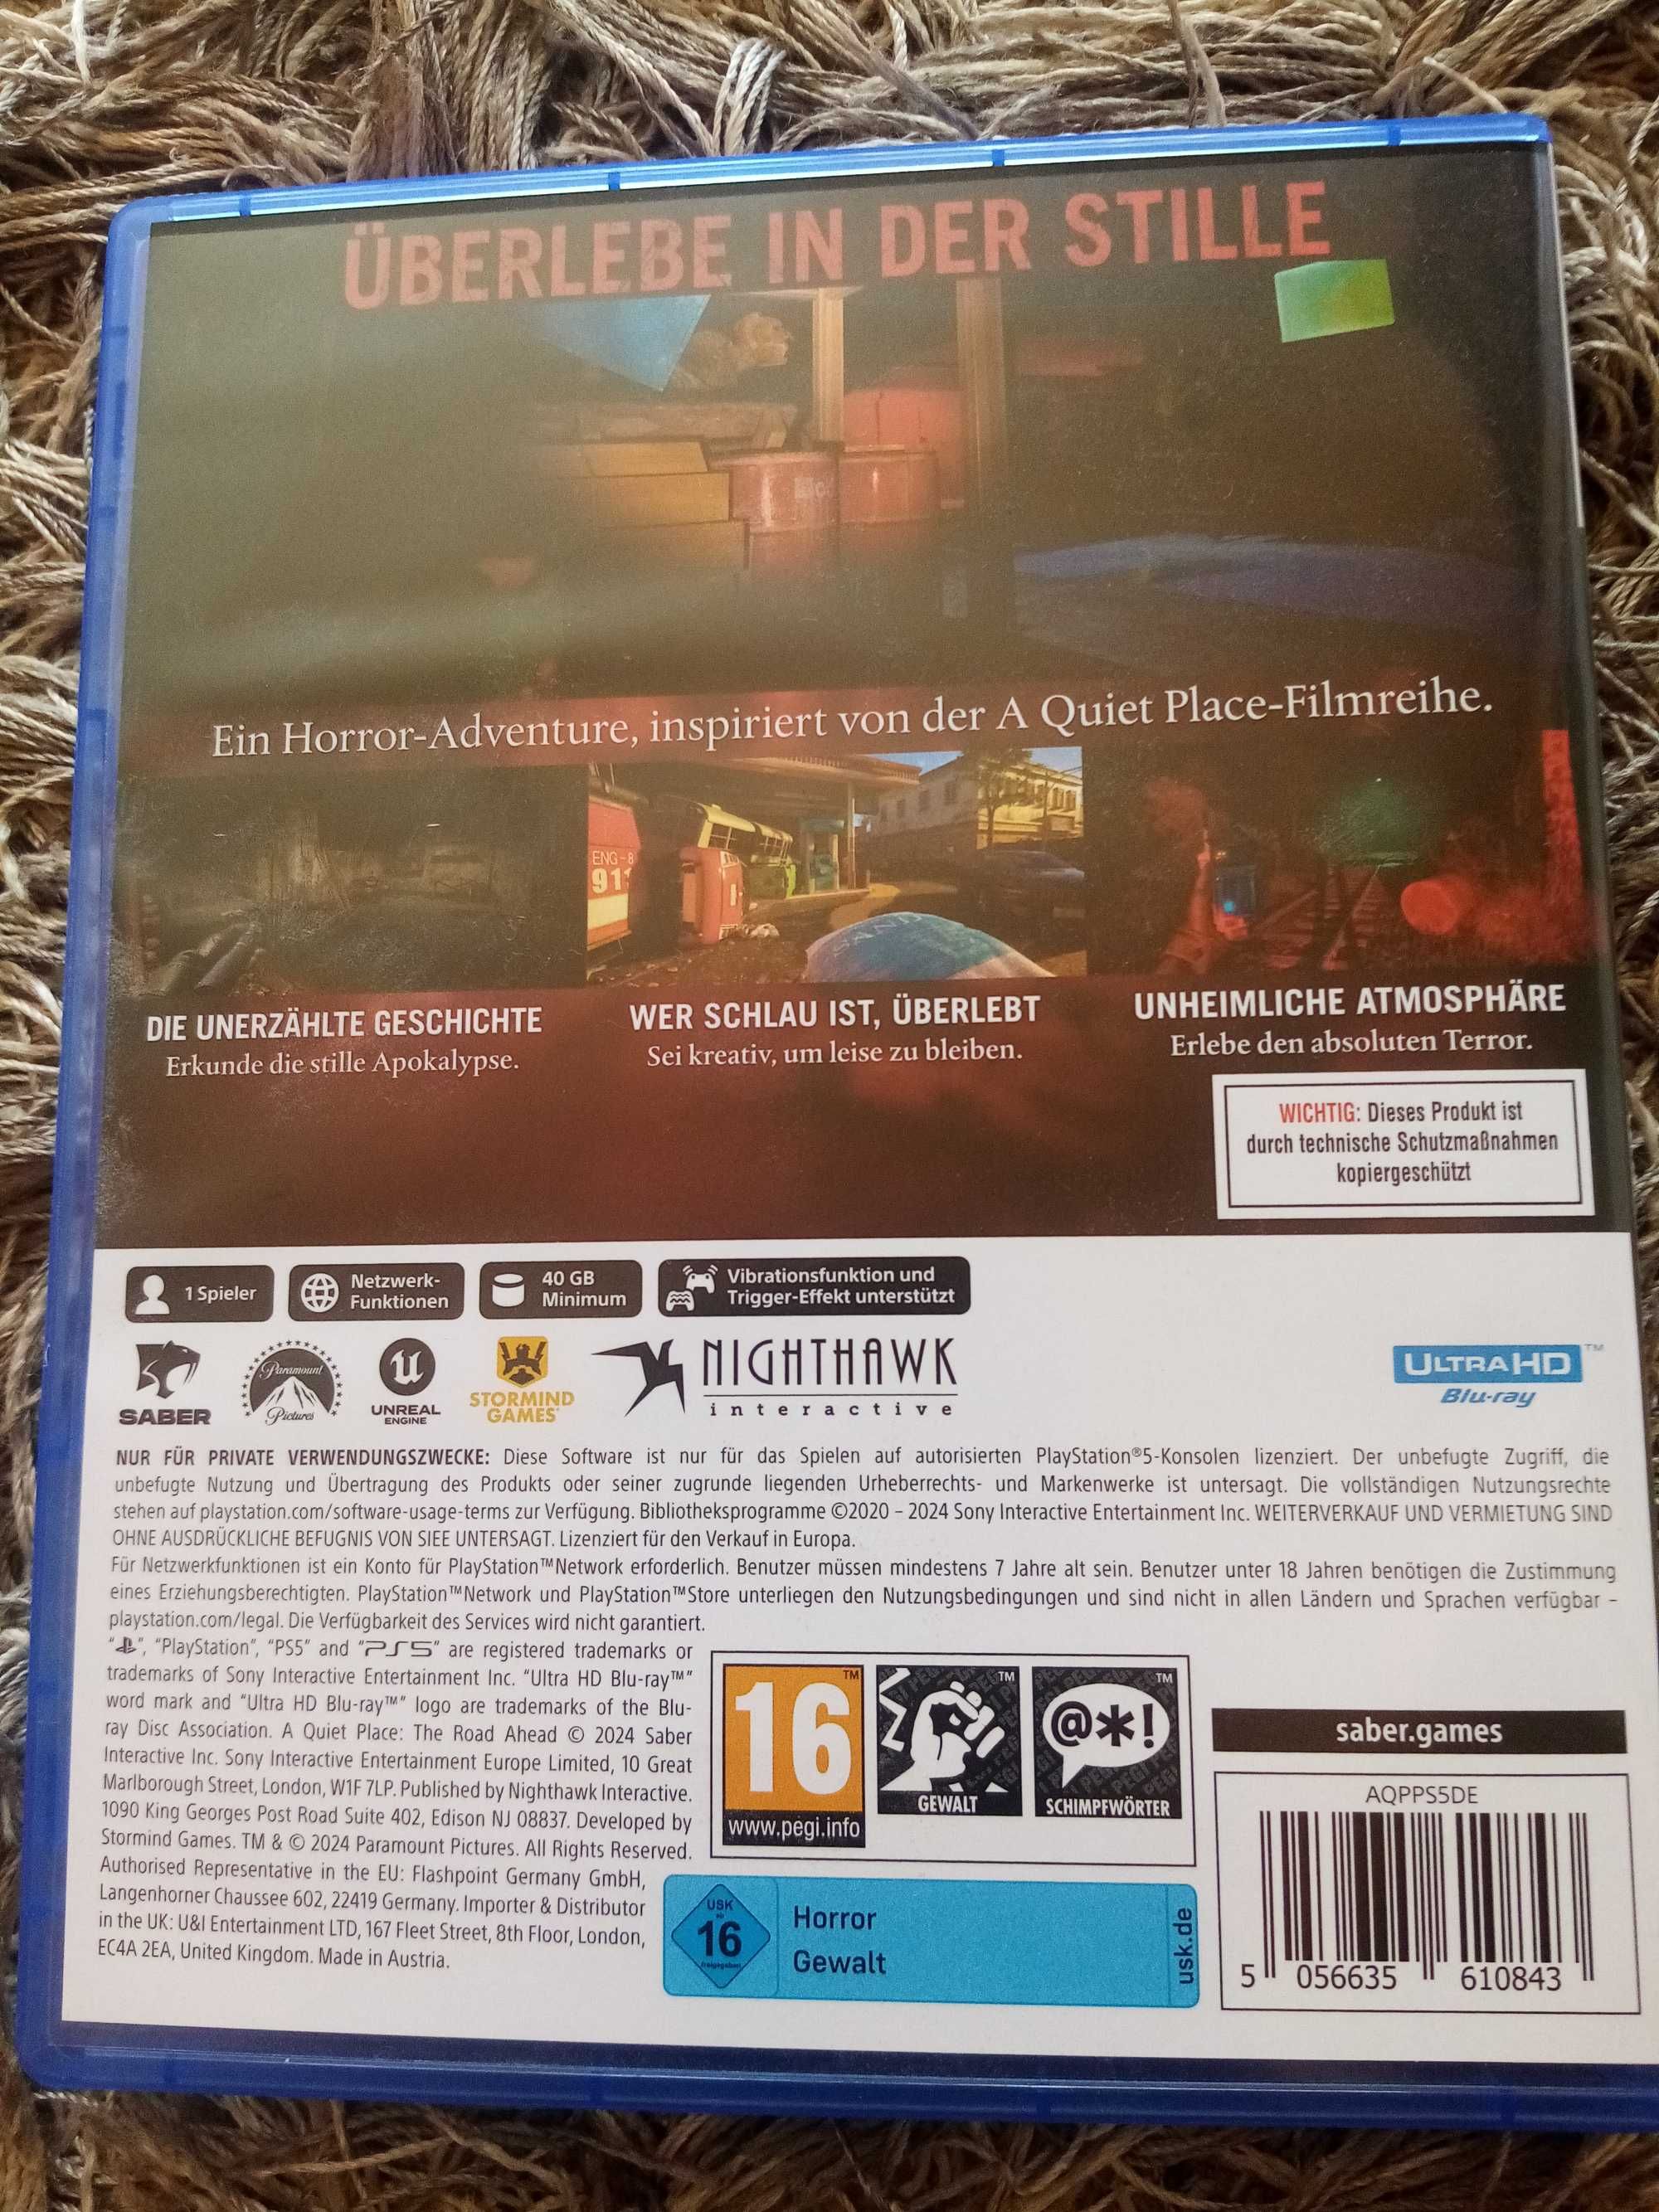 ÜBERLEBE IN DER STILLE
Ein Horror-Adventure, inspiriert von der A Quiet Place-Filmreihe.
ENG-8
911
DIE UNERZÄHLTE GESCHICHTE
Erkunde die stille Apokalypse.
WER SCHLAU IST, ÜBERLEBT
Sei kreativ, um leise zu bleiben.
UNHEIMLICHE ATMOSPHÄRE
Erlebe den absoluten Terror.
WICHTIG: Dieses Produkt ist
durch technische Schutzmaßnahmen
kopiergeschützt
1 Spieler
Netzwerk-
Funktionen
40 GB
Minimum
Vibrationsfunktion und
Trigger-Effekt unterstützt
SABER
Paramount
Pictures
UNREAL
ENGINE
STORMIND
GAMES
NIGHTHAWK
interactive
ULTRA HD™
Blu-ray
NUR FÜR PRIVATE VERWENDUNGSZWECKE: Diese Software ist nur für das Spielen auf autorisierten PlayStation®5-Konsolen lizenziert. Der unbefugte Zugriff, die
unbefugte Nutzung und Übertragung des Produkts oder seiner zugrunde liegenden Urheberrechts- und Markenwerke ist untersagt. Die vollständigen Nutzungsrechte
stehen auf playstation.com/software-usage-terms zur Verfügung. Bibliotheksprogramme ©2020 – 2024 Sony Interactive Entertainment Inc. WEITERVERKAUF UND VERMIETUNG SIND
OHNE AUSDRÜCKLICHE BEFUGNIS VON SIEE UNTERSAGT. Lizenziert für den Verkauf in Europa.
Für Netzwerkfunktionen ist ein Konto für PlayStation™Network erforderlich. Benutzer müssen mindestens 7 Jahre alt sein. Benutzer unter 18 Jahren benötigen die Zustimmung
eines Erziehungsberechtigten. PlayStation™Network und PlayStation™Store unterliegen den Nutzungsbedingungen und sind nicht in allen Ländern und Sprachen verfügbar –
playstation.com/legal. Die Verfügbarkeit des Services wird nicht garantiert.
“ ”, “PlayStation”, “PS5” and “PS5” are registered trademarks or
trademarks of Sony Interactive Entertainment Inc. “Ultra HD Blu-ray™”
word mark and “Ultra HD Blu-ray™” logo are trademarks of the Blu-
ray Disc Association. A Quiet Place: The Road Ahead © 2024 Saber
Interactive Inc. Sony Interactive Entertainment Europe Limited, 10 Great
Marlborough Street, London, W1F 7LP. Published by Nighthawk Interactive.
1090 King Georges Post Road Suite 402, Edison NJ 08837. Developed by
Stormind Games. TM & © 2024 Paramount Pictures. All Rights Reserved.
Authorised Representative in the EU: Flashpoint Germany GmbH,
Langenhorner Chaussee 602, 22419 Germany. Importer & Distributor
in the UK: U&I Entertainment LTD, 167 Fleet Street, 8th Floor, London,
EC4A 2EA, United Kingdom. Made in Austria.
16™
www.pegi.info
™
GEWALT
@*!™
SCHIMPFWÖRTER
USK
ab
16
freigegeben
Horror
Gewalt
usk.de
saber.games
AQPPS5DE
5 056635 610843